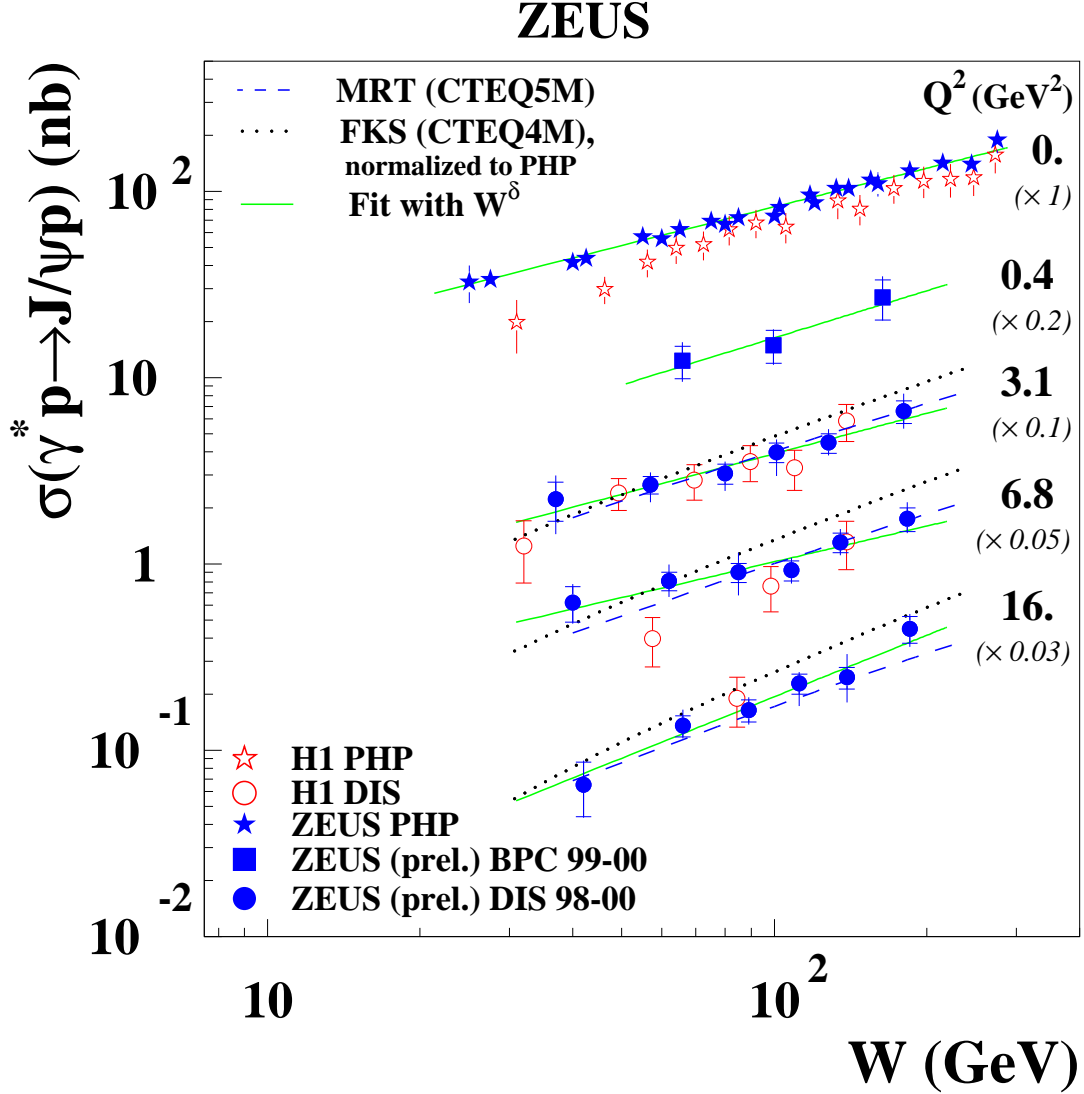 ZEUS
MRT (CTEQ5M)
FKS (CTEQ4M),
normalized to PHP
Fit with W^δ
Q² (GeV²)
0.
(× 1)
0.4
(× 0.2)
3.1
(× 0.1)
6.8
(× 0.05)
16.
(× 0.03)
H1 PHP
H1 DIS
ZEUS PHP
ZEUS (prel.) BPC 99-00
ZEUS (prel.) DIS 98-00
σ(γ* p→J/ψp) (nb)
10²
10
1
10⁻¹
10⁻²
10
10²
W (GeV)